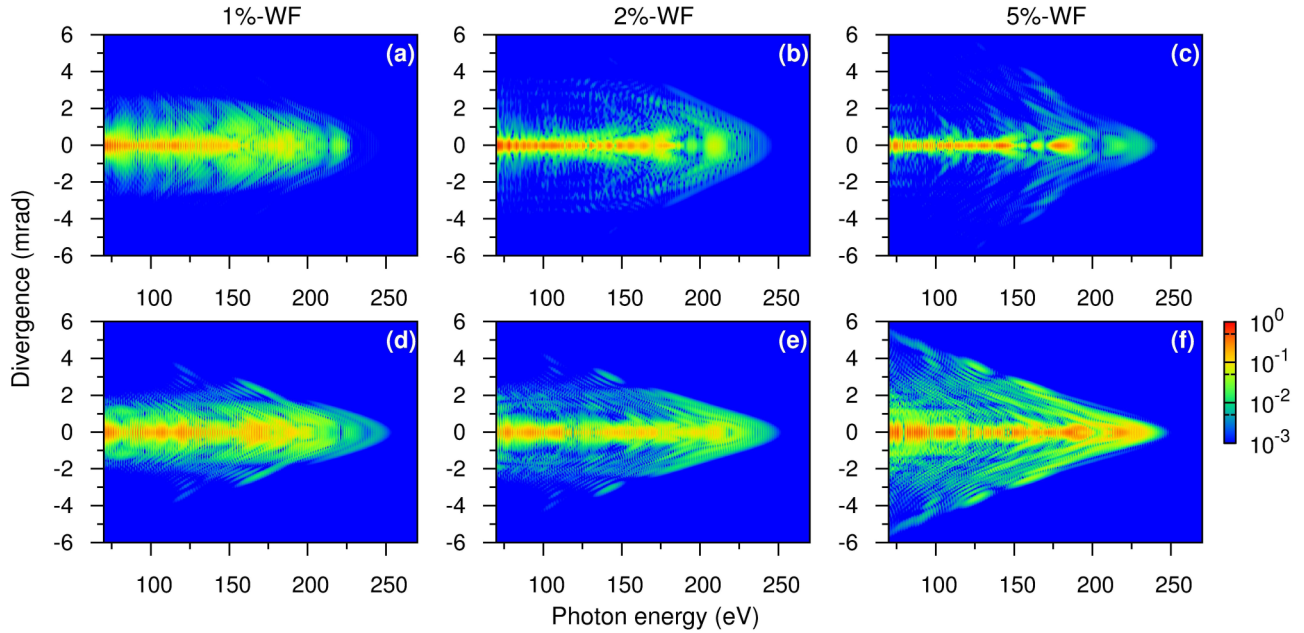 1%-WF 2%-WF 5%-WF
6 (a) 6 (b) 6 (c)
4 4 4
2 2 2
0 0 0
-2 -2 -2
-4 -4 -4
-6 -6 -6
100 150 200 250 100 150 200 250 100 150 200 250
Divergence (mrad)
6 (d) 6 (e) 6 (f)
4 4 4
2 2 2
0 0 0
-2 -2 -2
-4 -4 -4
-6 -6 -6
100 150 200 250 100 150 200 250 100 150 200 250
10⁰
10⁻¹
10⁻²
10⁻³
Photon energy (eV)